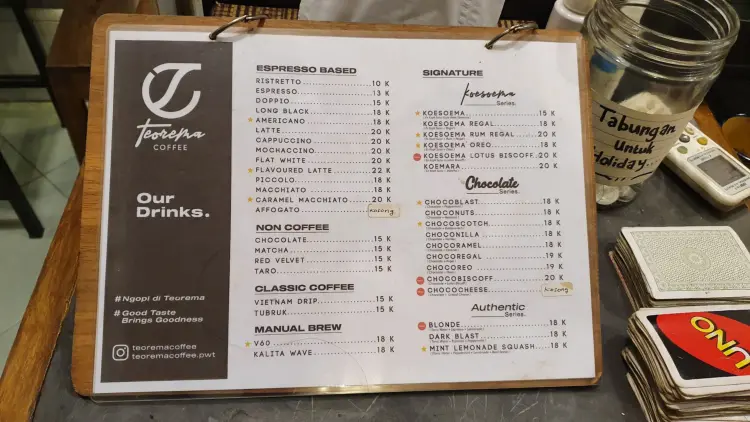 Teorema
COFFEE
Our
Drinks.
#Ngopi di Teorema
#Good Taste
Brings Goodness
teoremacoffee
teoremacoffee.pwt
ESPRESSO BASED
RISTRETTO 10 K
ESPRESSO 13 K
DOPPIO 15 K
LONG BLACK 18 K
AMERICANO 18 K
LATTE 20 K
CAPPUCCINO 20 K
MOCHACCINO 20 K
FLAT WHITE 20 K
FLAVOURED LATTE 22 K
PICCOLO 18 K
MACCHIATO 18 K
CARAMEL MACCHIATO 20 K
AFFOGATO Kosong
NON COFFEE
CHOCOLATE 15 K
MATCHA 15 K
RED VELVET 15 K
TARO 15 K
CLASSIC COFFEE
VIETNAM DRIP 15 K
TUBRUK 15 K
MANUAL BREW
V60 18 K
KALITA WAVE 18 K
SIGNATURE
Koesoema
Series.
KOESOEMA 15 K
KOESOEMA REGAL 18 K
KOESOEMA RUM REGAL 20 K
KOESOEMA OREO 18 K
KOESOEMA LOTUS BISCOFF 20 K
KOEMARA 20 K
Chocolate
Series.
CHOCOBLAST 18 K
CHOCONUTS 18 K
CHOCOSCOTCH 18 K
CHOCONILLA 18 K
CHOCORAMEL 18 K
CHOCOREGAL 19 K
CHOCOREO 19 K
CHOCOBISCOFF 20 K
CHOCOCHEESE Kosong
Authentic
Series.
BLONDE 18 K
DARK BLAST 18 K
MINT LEMONADE SQUASH 18 K
Tabungan
untuk
Holiday..
UNO